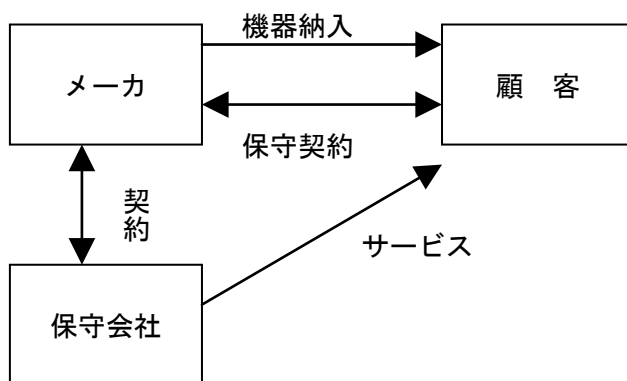 機器納入
メーカ
顧　客
保守契約
契約
サービス
保守会社